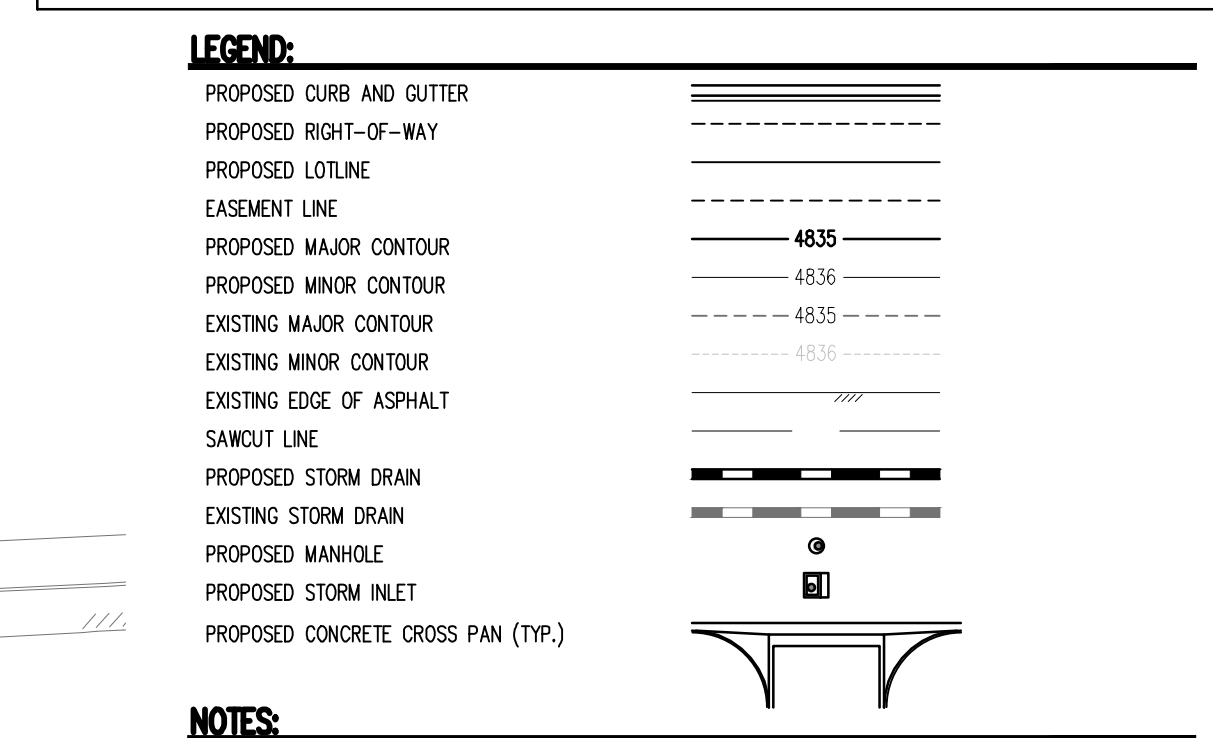 LEGEND:
PROPOSED CURB AND GUTTER
PROPOSED RIGHT-OF-WAY
PROPOSED LOTLINE
EASEMENT LINE
PROPOSED MAJOR CONTOUR 4835
PROPOSED MINOR CONTOUR 4836
EXISTING MAJOR CONTOUR 4835
EXISTING MINOR CONTOUR 4836
EXISTING EDGE OF ASPHALT
SAWCUT LINE
PROPOSED STORM DRAIN
EXISTING STORM DRAIN
PROPOSED MANHOLE
PROPOSED STORM INLET
PROPOSED CONCRETE CROSS PAN (TYP.)
NOTES: